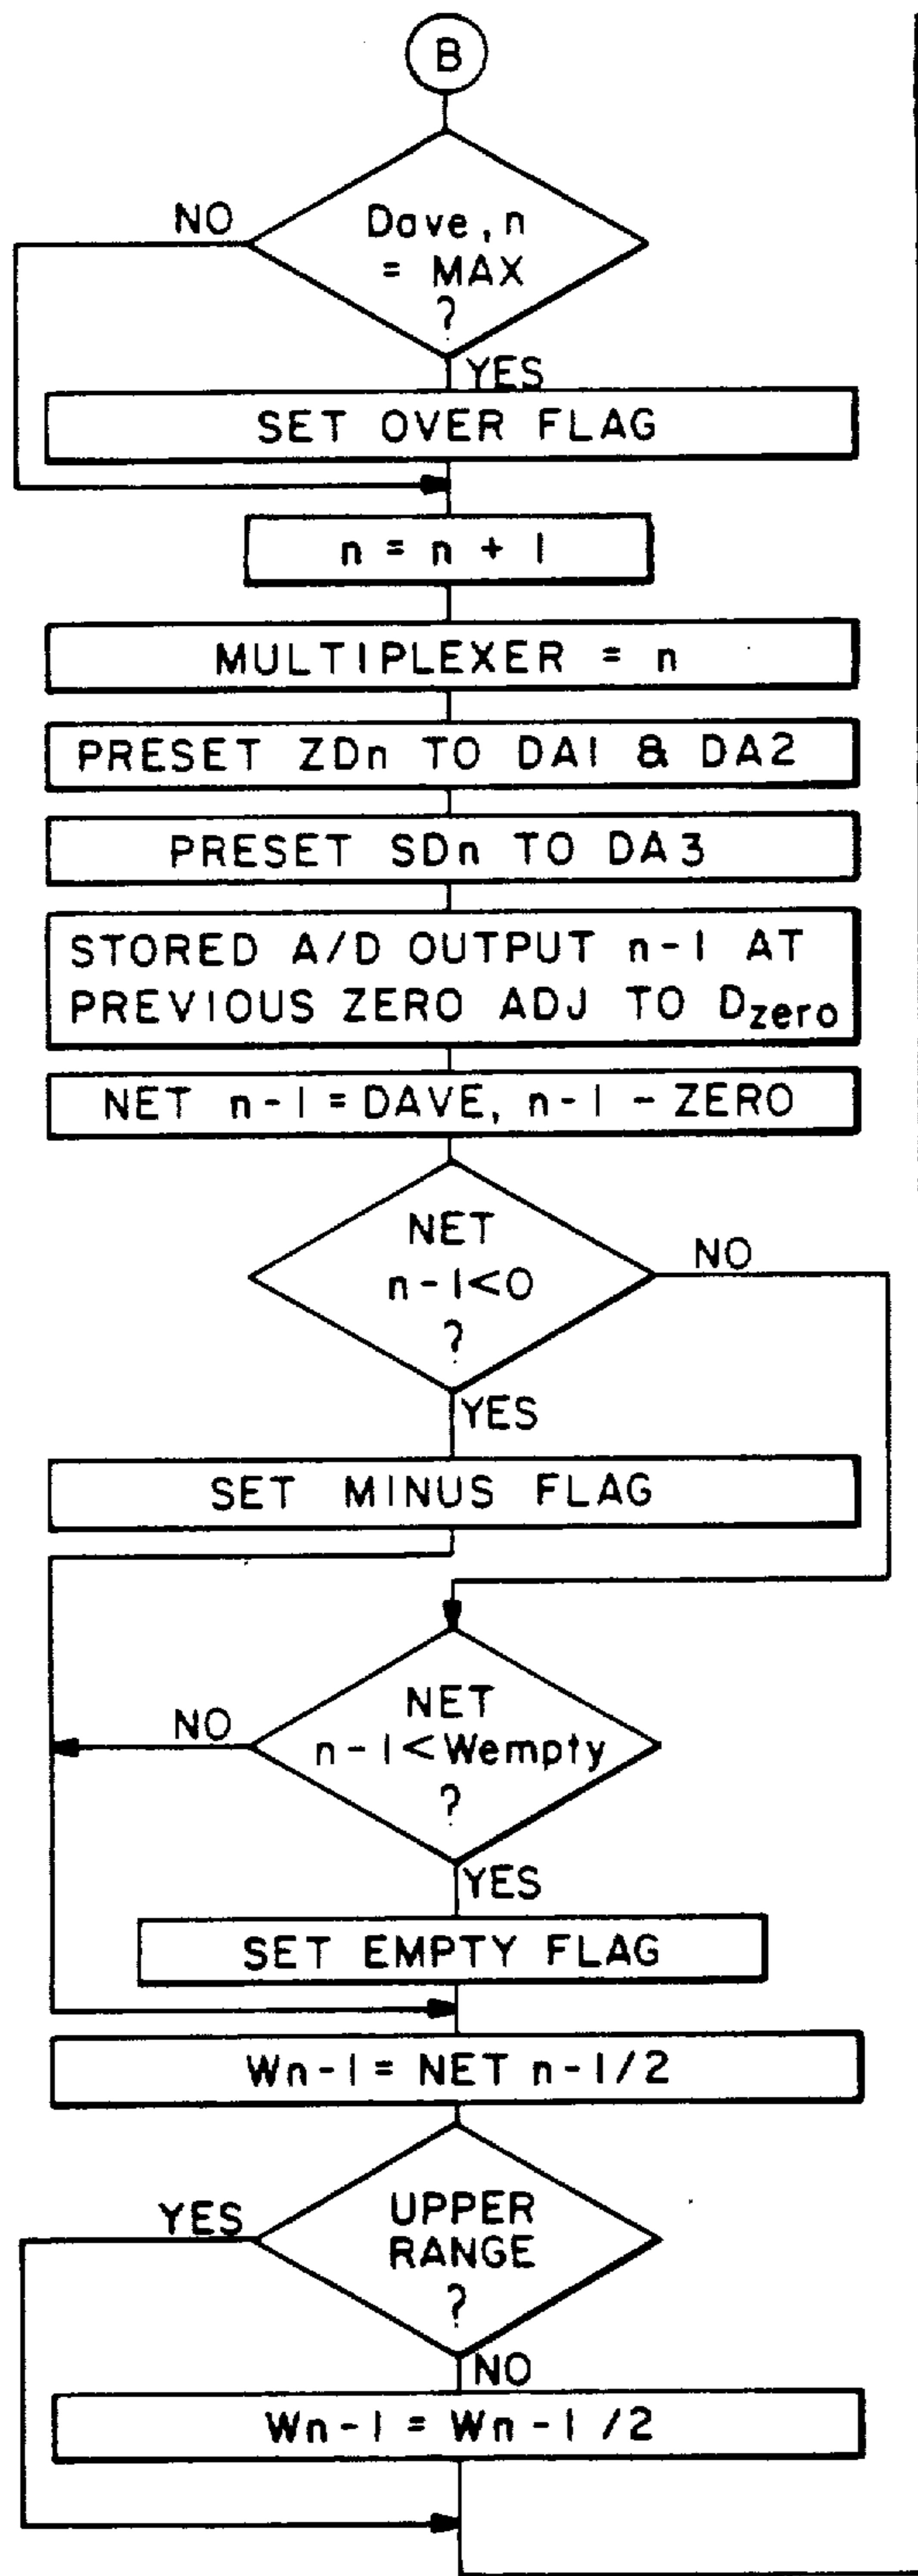 B
Dave, n
= MAX
?
NO
YES
SET OVER FLAG
n = n + 1
MULTIPLEXER = n
PRESET ZDn TO DA1 & DA2
PRESET SDn TO DA3
STORED A/D OUTPUT n-1 AT
PREVIOUS ZERO ADJ TO Dzero
NET n-1 = DAVE, n-1 - ZERO
NET
n-1<0
?
NO
YES
SET MINUS FLAG
NET
n-1<Wempty
?
NO
YES
SET EMPTY FLAG
Wn-1 = NET n-1/2
UPPER
RANGE
?
YES
NO
Wn-1 = Wn-1 /2